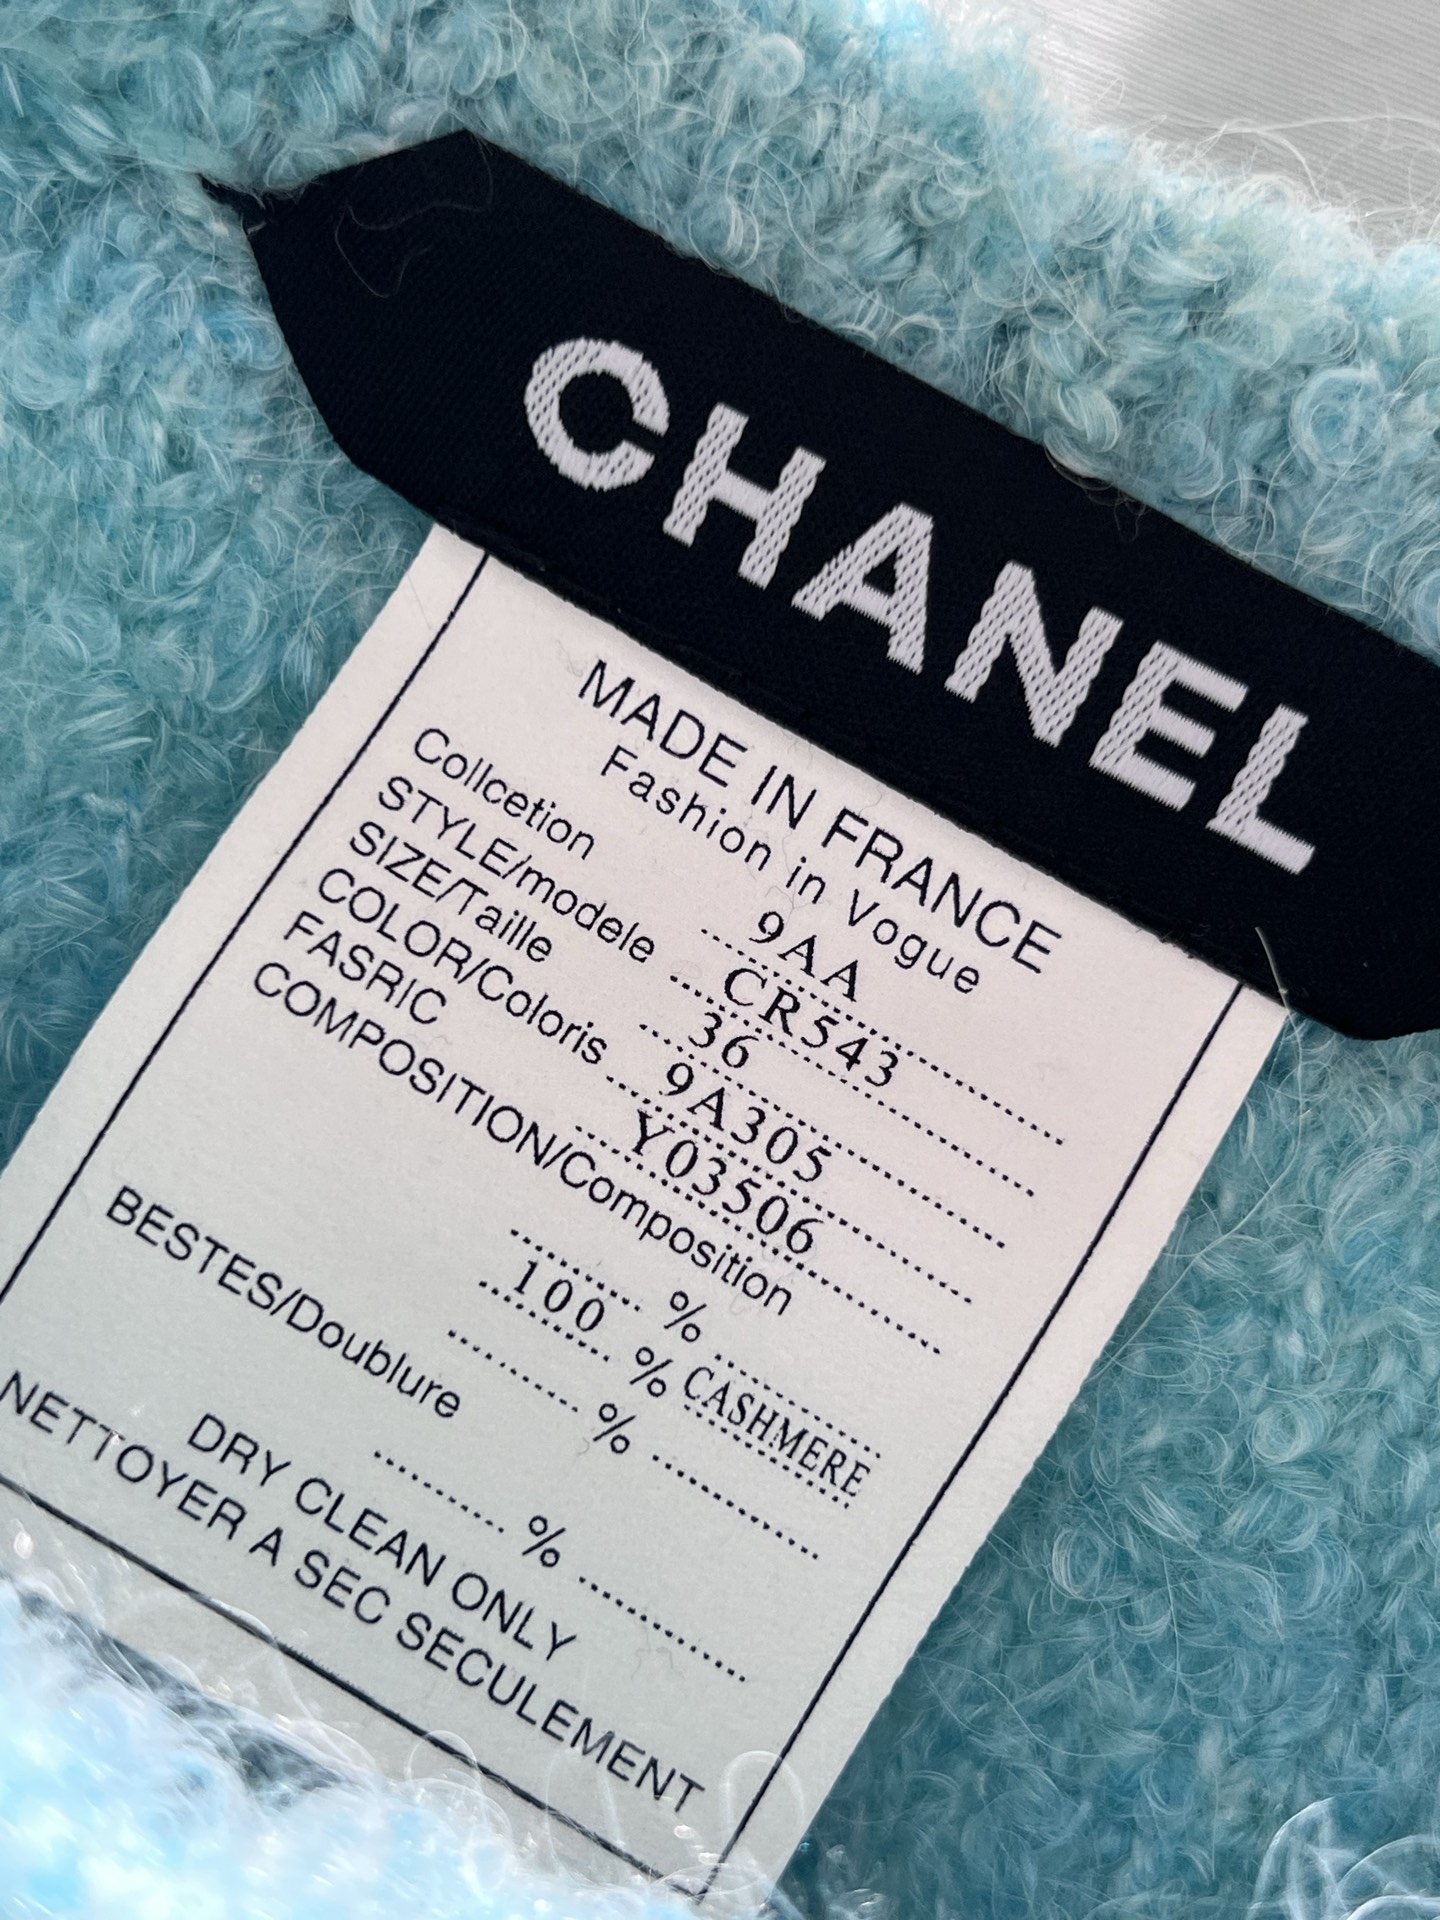 CHANEL
MADE IN FRANCE
Fashion in Vogue
Collcetion 9AA
STYLE/modele CR543
SIZE/Taille 36
COLOR/Coloris 9A305
FASRIC Y03506
COMPOSITION/Composition
%
100 % CASHMERE
%
BESTES/Doublure
%
DRY CLEAN ONLY
NETTOYER A SEC SECULEMENT